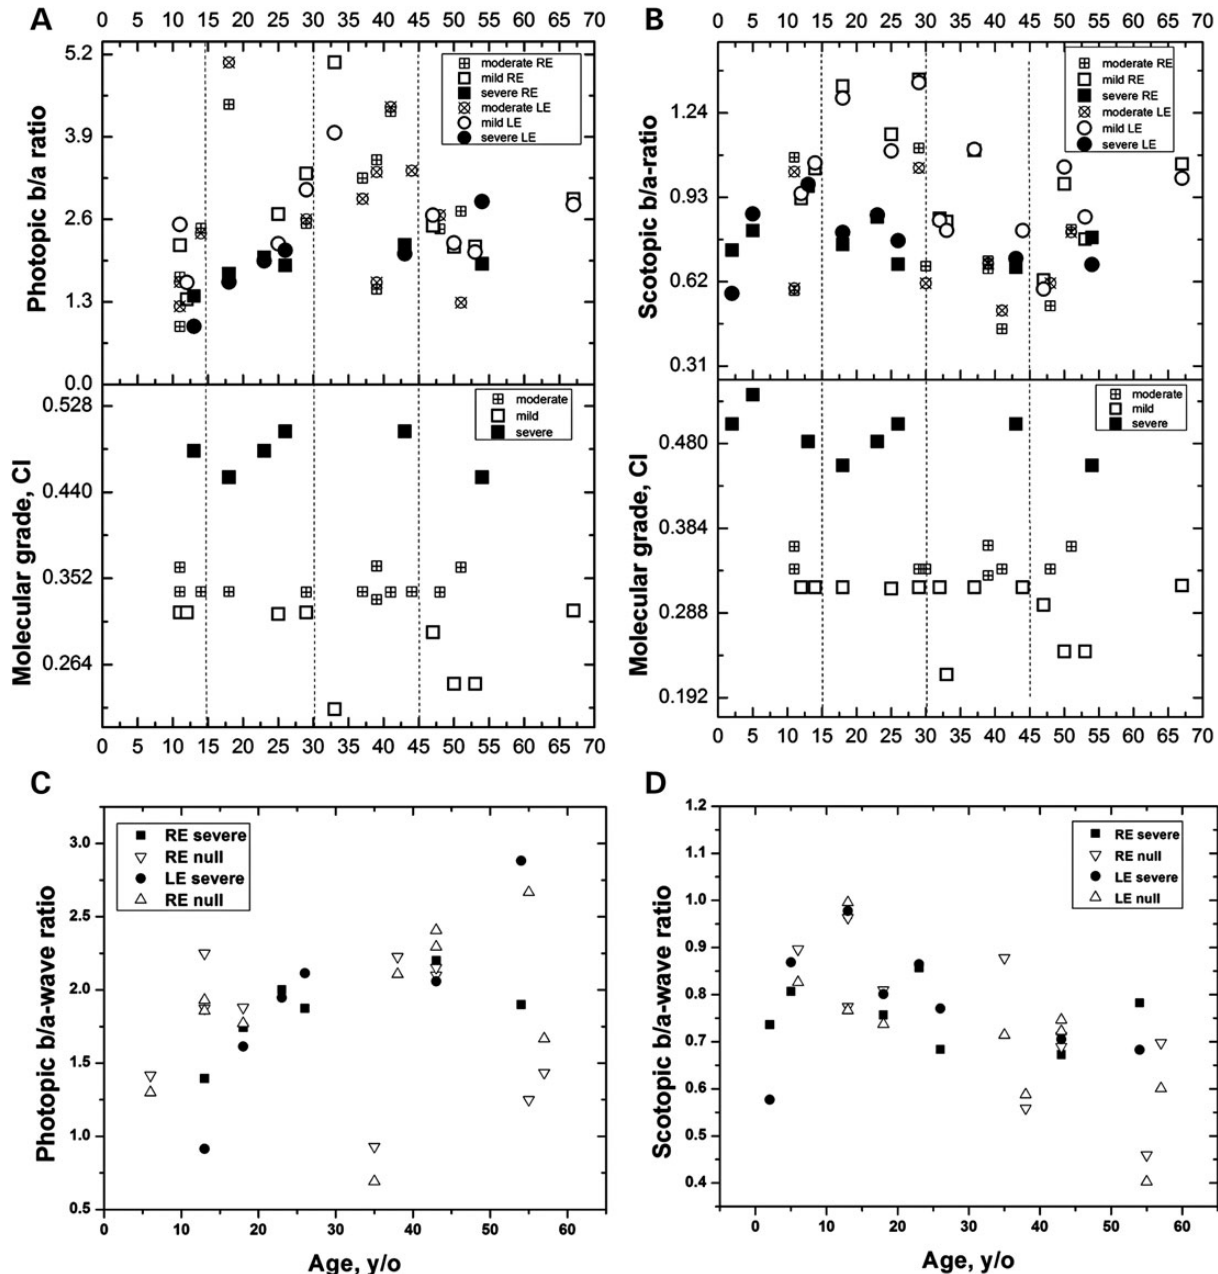 A
0 5 10 15 20 25 30 35 40 45 50 55 60 65 70
5.2
3.9
2.6
1.3
0.0
Photopic b/a ratio
moderate RE
mild RE
severe RE
moderate LE
mild LE
severe LE
0.528
0.440
0.352
0.264
Molecular grade, CI
moderate
mild
severe
0 5 10 15 20 25 30 35 40 45 50 55 60 65 70
B
0 5 10 15 20 25 30 35 40 45 50 55 60 65 70
1.24
0.93
0.62
0.31
Scotopic b/a-ratio
moderate RE
mild RE
severe RE
moderate LE
mild LE
severe LE
0.480
0.384
0.288
0.192
Molecular grade, CI
moderate
mild
severe
0 5 10 15 20 25 30 35 40 45 50 54 60 65 70
C
3.0
2.5
2.0
1.5
1.0
0.5
Photopic b/a-wave ratio
RE severe
RE null
LE severe
RE null
0 10 20 30 40 50 60
Age, y/o
D
1.2
1.1
1.0
0.9
0.8
0.7
0.6
0.5
0.4
Scotopic b/a-wave ratio
RE severe
RE null
LE severe
LE null
0 10 20 30 40 50 60
Age, y/o